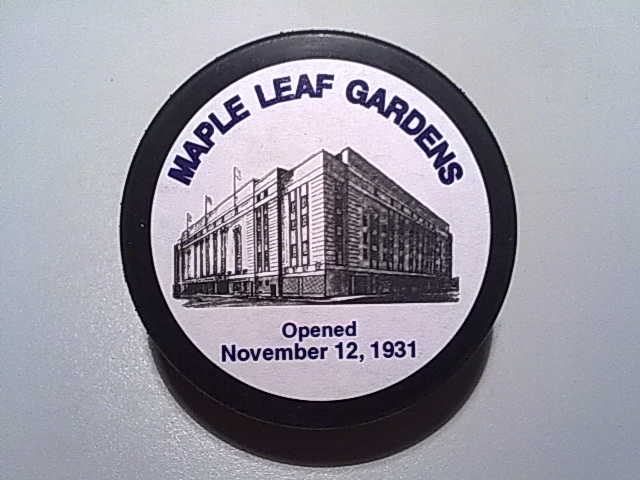 MAPLE LEAF GARDENS
Opened
November 12, 1931